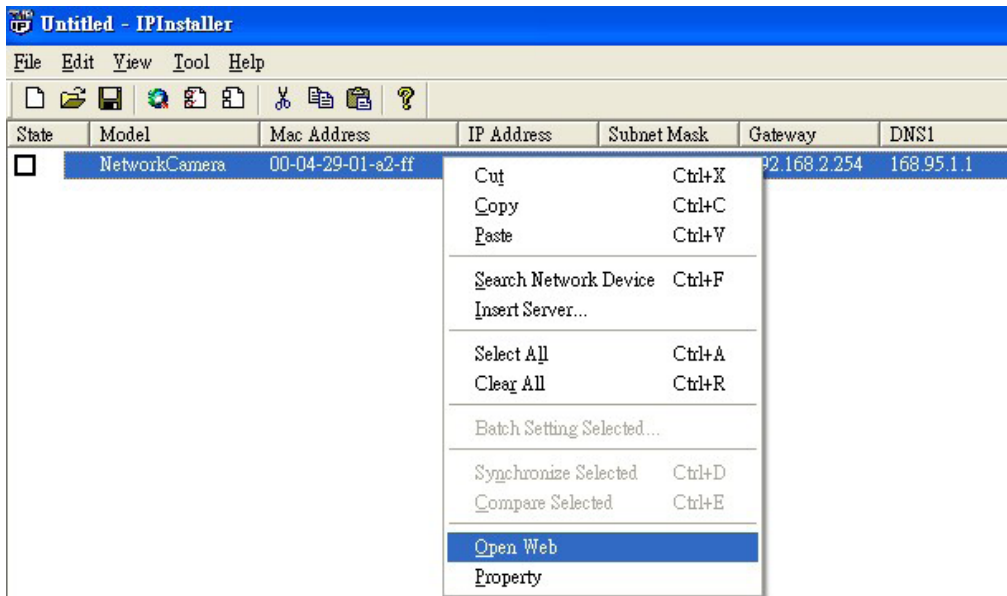 Untitled - IPInstaller
File Edit View Tool Help
State Model Mac Address IP Address Subnet Mask Gateway DNS1
NetworkCamera 00-04-29-01-a2-ff 92.168.2.254 168.95.1.1
Cut Ctrl+X
Copy Ctrl+C
Paste Ctrl+V
Search Network Device Ctrl+F
Insert Server...
Select All Ctrl+A
Clear All Ctrl+R
Batch Setting Selected...
Synchronize Selected Ctrl+D
Compare Selected Ctrl+E
Open Web
Property